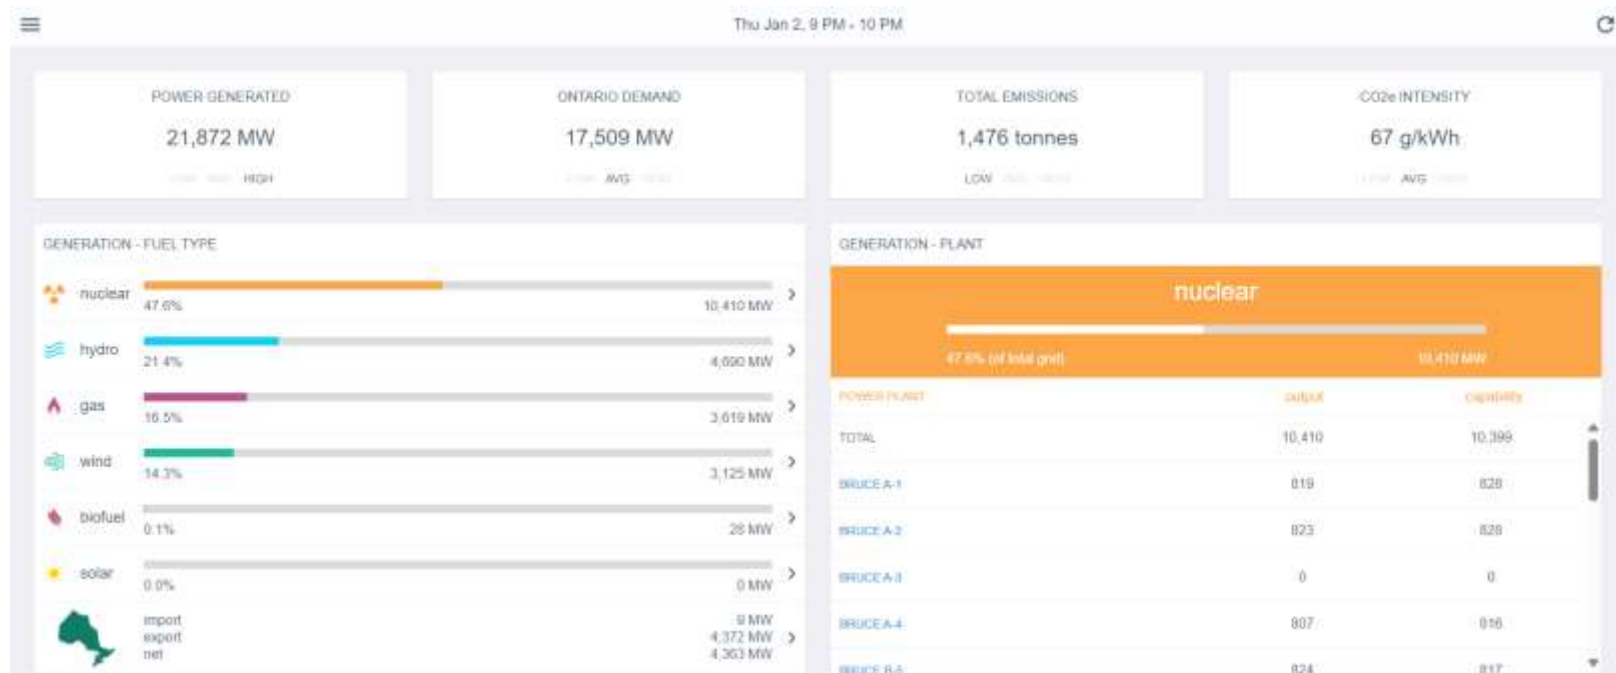 Thu Jan 2, 9 PM - 10 PM
POWER GENERATED
21,872 MW
HIGH
ONTARIO DEMAND
17,509 MW
AVG
TOTAL EMISSIONS
1,476 tonnes
LOW
CO2e INTENSITY
67 g/kWh
AVG
GENERATION - FUEL TYPE
nuclear
47.6% 10,410 MW
hydro
21.4% 4,690 MW
gas
16.5% 3,619 MW
wind
14.3% 3,125 MW
biofuel
0.1% 28 MW
solar
0.0% 0 MW
import 9 MW
export 4,372 MW
net 4,363 MW
GENERATION - PLANT
nuclear
47.6% (of total grid) 10,410 MW
POWER PLANT output capability
TOTAL 10,410 10,399
BRUCE A-1 819 828
BRUCE A-2 823 828
BRUCE A-3 0 0
BRUCE A-4 807 816
BRUCE B-5 824 817